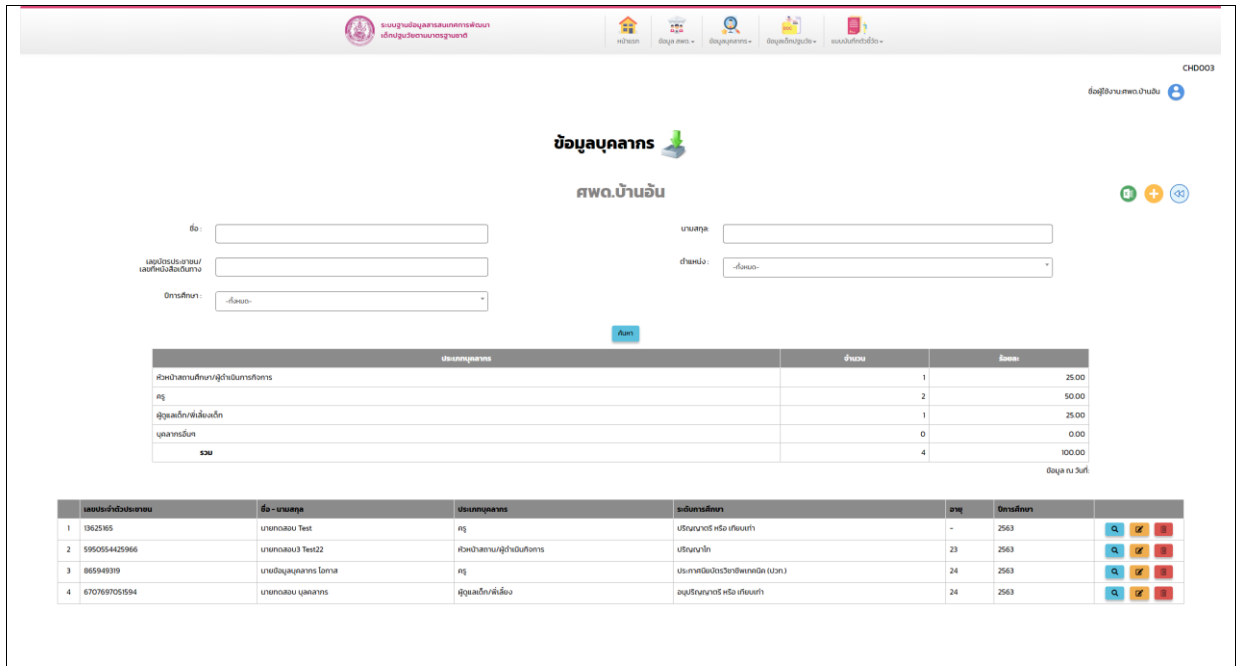 ระบบฐานข้อมูลสารสนเทศการพัฒนา
เด็กปฐมวัยตามมาตรฐานชาติ
หน้าแรก ข้อมูล สพด. ข้อมูลบุคลากร ข้อมูลเด็กปฐมวัย แบบบันทึกตัวชี้วัด
CHD003
ชื่อผู้ใช้งาน:ศพด.บ้านอ้น
ข้อมูลบุคลากร
ศพด.บ้านอ้น
ชื่อ : นามสกุล:
เลขบัตรประชาชน/
เลขที่หนังสือเดินทาง ตำแหน่ง : -ทั้งหมด-
ปีการศึกษา : -ทั้งหมด-
ค้นหา
ประเภทบุคลากร จำนวน ร้อยละ
หัวหน้าสถานศึกษา/ผู้ดำเนินการกิจการ 1 25.00
ครู 2 50.00
ผู้ดูแลเด็ก/พี่เลี้ยงเด็ก 1 25.00
บุคลากรอื่นๆ 0 0.00
รวม 4 100.00
ข้อมูล ณ วันที่:
เลขประจำตัวประชาชน ชื่อ - นามสกุล ประเภทบุคลากร ระดับการศึกษา อายุ ปีการศึกษา
1 13625165 นายทดสอบ Test ครู ปริญญาตรี หรือ เทียบเท่า - 2563
2 5950554425966 นายทดสอบ3 Test22 หัวหน้าสถาน/ผู้ดำเนินกิจการ ปริญญาโท 23 2563
3 865949319 นายข้อมูลบุคลากร โอกาส ครู ประกาศนียบัตรวิชาชีพเทคนิค (ปวท.) 24 2563
4 6707697051594 นายทดสอบ บุลคลากร ผู้ดูแลเด็ก/พี่เลี้ยง อนุปริญญาตรี หรือ เทียบเท่า 24 2563